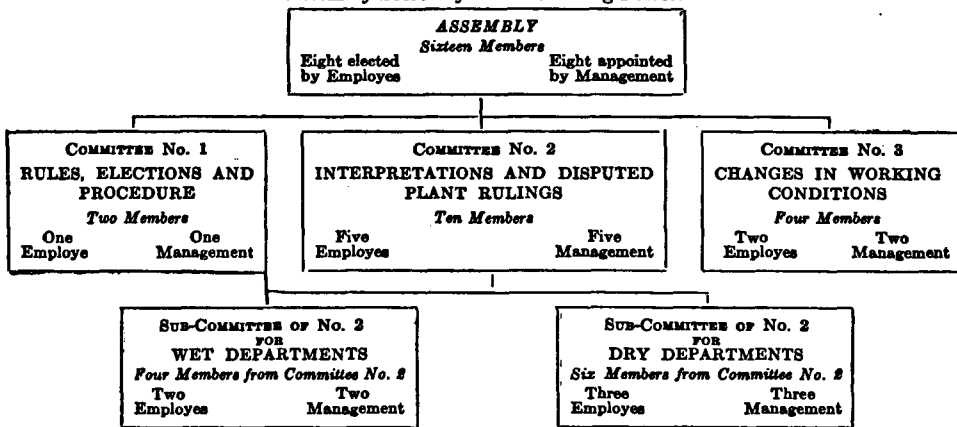 ASSEMBLY
Sixteen Members
Eight elected by Employes
Eight appointed by Management
COMMITTEE No. 1
RULES, ELECTIONS AND
PROCEDURE
Two Members
One Employe
One Management
COMMITTEE No. 2
INTERPRETATIONS AND DISPUTED
PLANT RULINGS
Ten Members
Five Employes
Five Management
COMMITTEE No. 3
CHANGES IN WORKING
CONDITIONS
Four Members
Two Employes
Two Management
SUB-COMMITTEE OF No. 2
FOR
WET DEPARTMENTS
Four Members from Committee No. 2
Two Employes
Two Management
SUB-COMMITTEE OF No. 2
FOR
DRY DEPARTMENTS
Six Members from Committee No. 2
Three Employes
Three Management